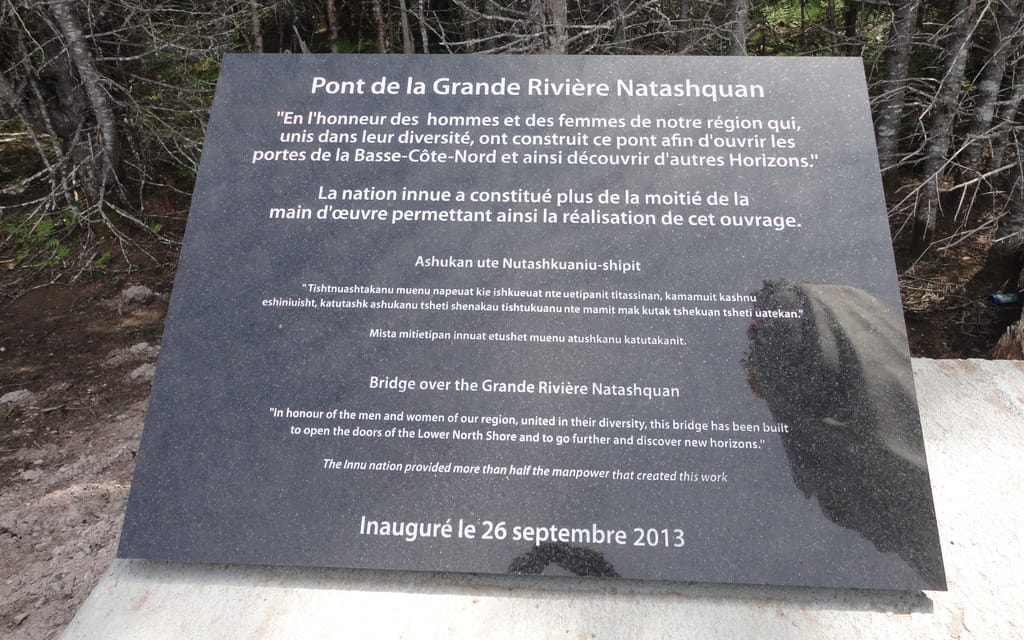 Pont de la Grande Rivière Natashquan
"En l'honneur des hommes et des femmes de notre région qui,
unis dans leur diversité, ont construit ce pont afin d'ouvrir les
portes de la Basse-Côte-Nord et ainsi découvrir d'autres Horizons."
La nation innue a constitué plus de la moitié de la
main d'œuvre permettant ainsi la réalisation de cet ouvrage.
Ashukan ute Nutashkuaniu-shipit
"Tishtnuashtakanu muenu napeuat kie ishkueuat nte uetipanit titassinan, kamamuit kashnu
eshiniuisht, katutashk ashukanu tsheti shenakau tishtukuanu nte mamit mak kutak tshekuan tsheti uatekan."
Mista mitietipan innuat etushet muenu atushkanu katutakanit.
Bridge over the Grande Rivière Natashquan
"In honour of the men and women of our region, united in their diversity, this bridge has been built
to open the doors of the Lower North Shore and to go further and discover new horizons."
The Innu nation provided more than half the manpower that created this work
Inauguré le 26 septembre 2013